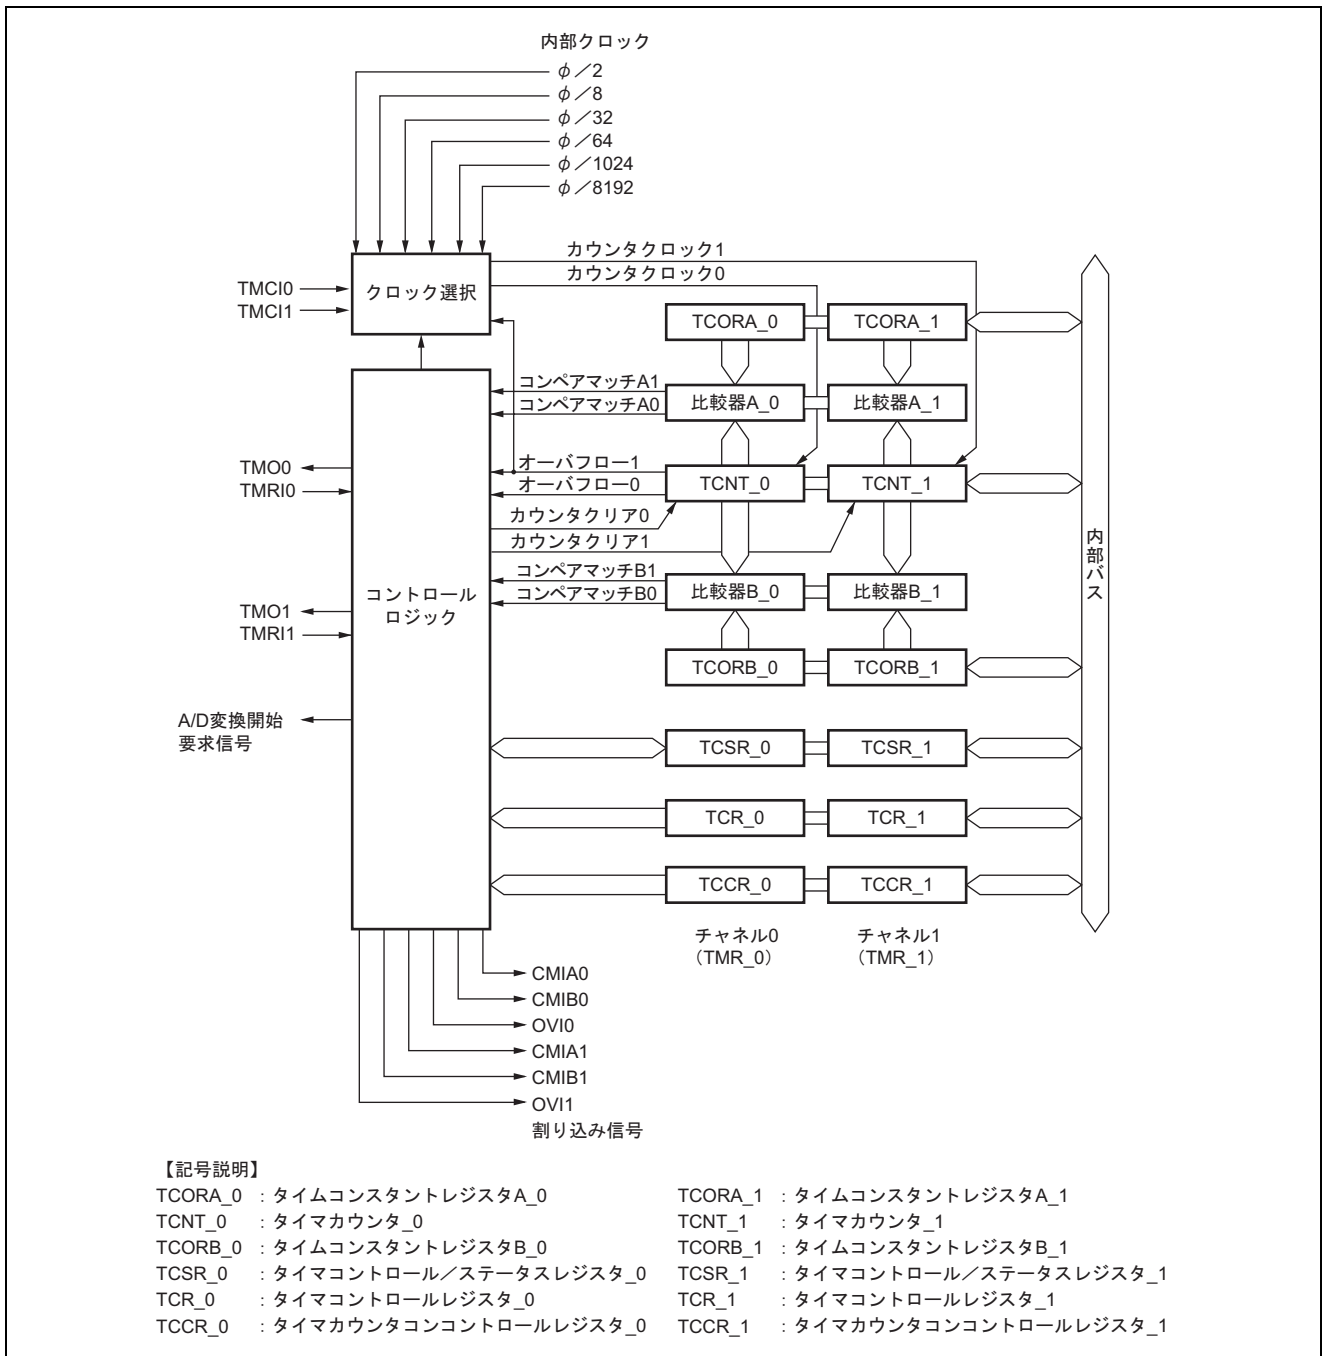 内部クロック
φ／2
φ／8
φ／32
φ／64
φ／1024
φ／8192
カウンタクロック1
カウンタクロック0
TMCI0
TMCI1
クロック選択
TCORA_0
TCORA_1
コンペアマッチA1
コンペアマッチA0
比較器A_0
比較器A_1
TMO0
TMRI0
オーバフロー1
オーバフロー0
TCNT_0
TCNT_1
カウンタクリア0
カウンタクリア1
内部バス
コンペアマッチB1
コンペアマッチB0
比較器B_0
比較器B_1
コントロール
ロジック
TMO1
TMRI1
TCORB_0
TCORB_1
A/D変換開始
要求信号
TCSR_0
TCSR_1
TCR_0
TCR_1
TCCR_0
TCCR_1
チャネル0
（TMR_0）
チャネル1
（TMR_1）
CMIA0
CMIB0
OVI0
CMIA1
CMIB1
OVI1
割り込み信号
【記号説明】
TCORA_0 ：タイムコンスタントレジスタA_0 TCORA_1 ：タイムコンスタントレジスタA_1
TCNT_0 ：タイマカウンタ_0 TCNT_1 ：タイマカウンタ_1
TCORB_0 ：タイムコンスタントレジスタB_0 TCORB_1 ：タイムコンスタントレジスタB_1
TCSR_0 ：タイマコントロール／ステータスレジスタ_0 TCSR_1 ：タイマコントロール／ステータスレジスタ_1
TCR_0 ：タイマコントロールレジスタ_0 TCR_1 ：タイマコントロールレジスタ_1
TCCR_0 ：タイマカウンタコンコントロールレジスタ_0 TCCR_1 ：タイマカウンタコンコントロールレジスタ_1